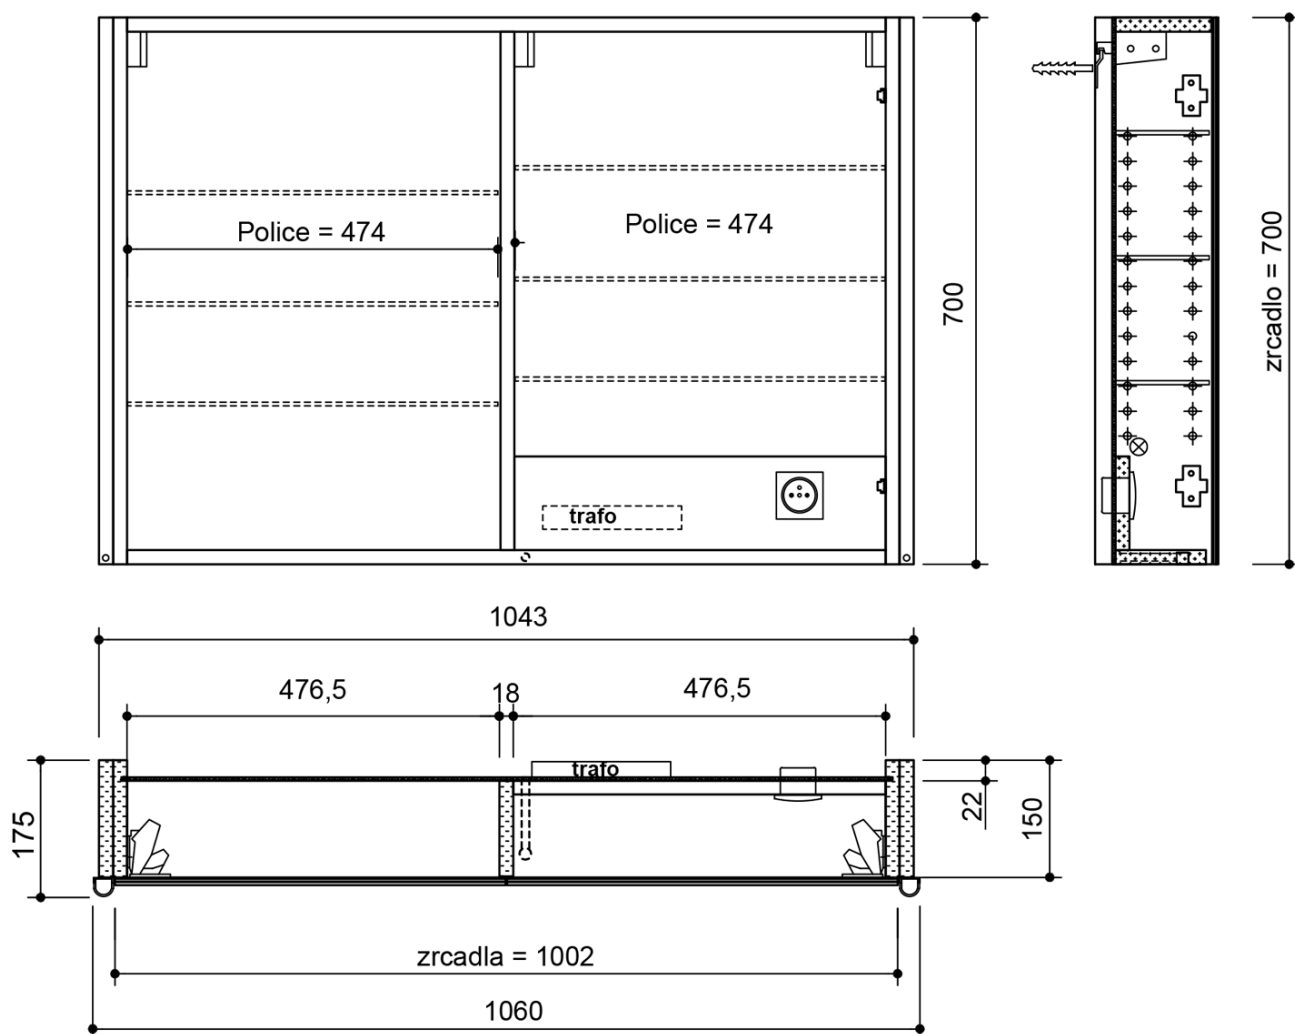 Police = 474
Police = 474
700
zrcadlo = 700
trafo
1043
476,5
18
476,5
trafo
175
22
150
zrcadla = 1002
1060